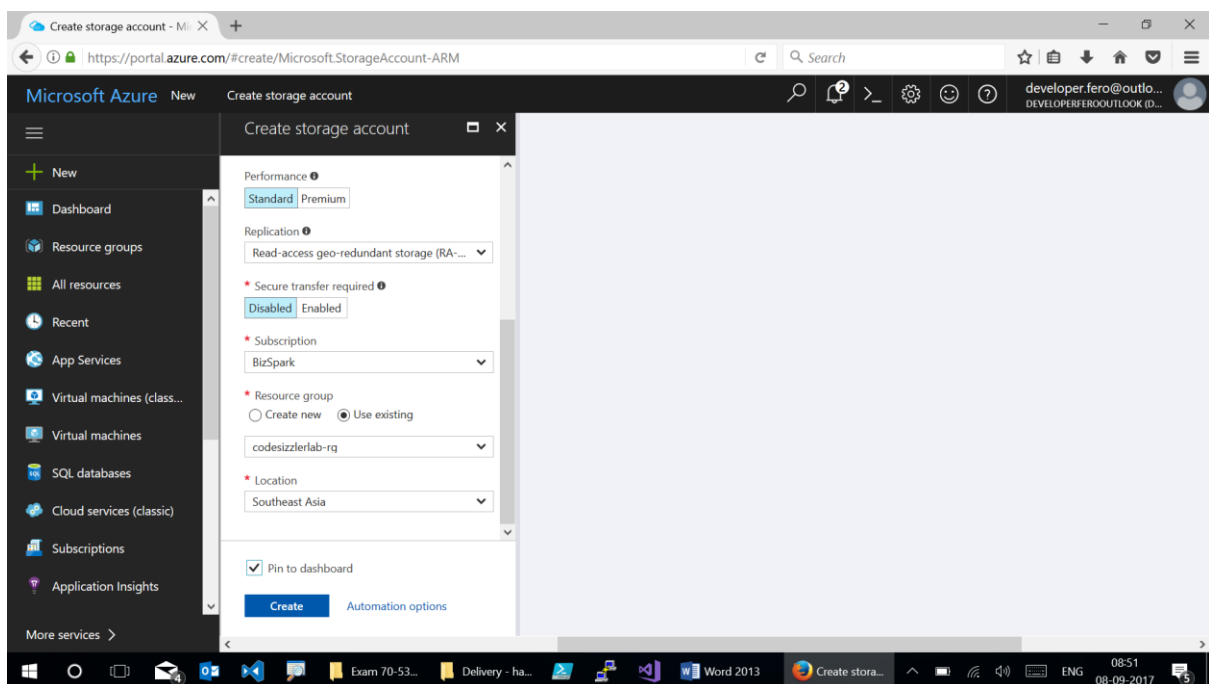 Create storage account - Mi
https://portal.azure.com/#create/Microsoft.StorageAccount-ARM
Search
Microsoft Azure New Create storage account
2
developer.fero@outlo...
DEVELOPERFEROOUTLOOK (D...
Create storage account
New
Dashboard
Resource groups
All resources
Recent
App Services
Virtual machines (class...
Virtual machines
SQL databases
Cloud services (classic)
Subscriptions
Application Insights
More services >
Performance
Standard Premium
Replication
Read-access geo-redundant storage (RA-...
* Secure transfer required
Disabled Enabled
* Subscription
BizSpark
* Resource group
Create new Use existing
codesizzlerlab-rg
* Location
Southeast Asia
Pin to dashboard
Create Automation options
4
Exam 70-53...
Delivery - ha...
Word 2013
Create stora...
ENG
08:51
08-09-2017
5